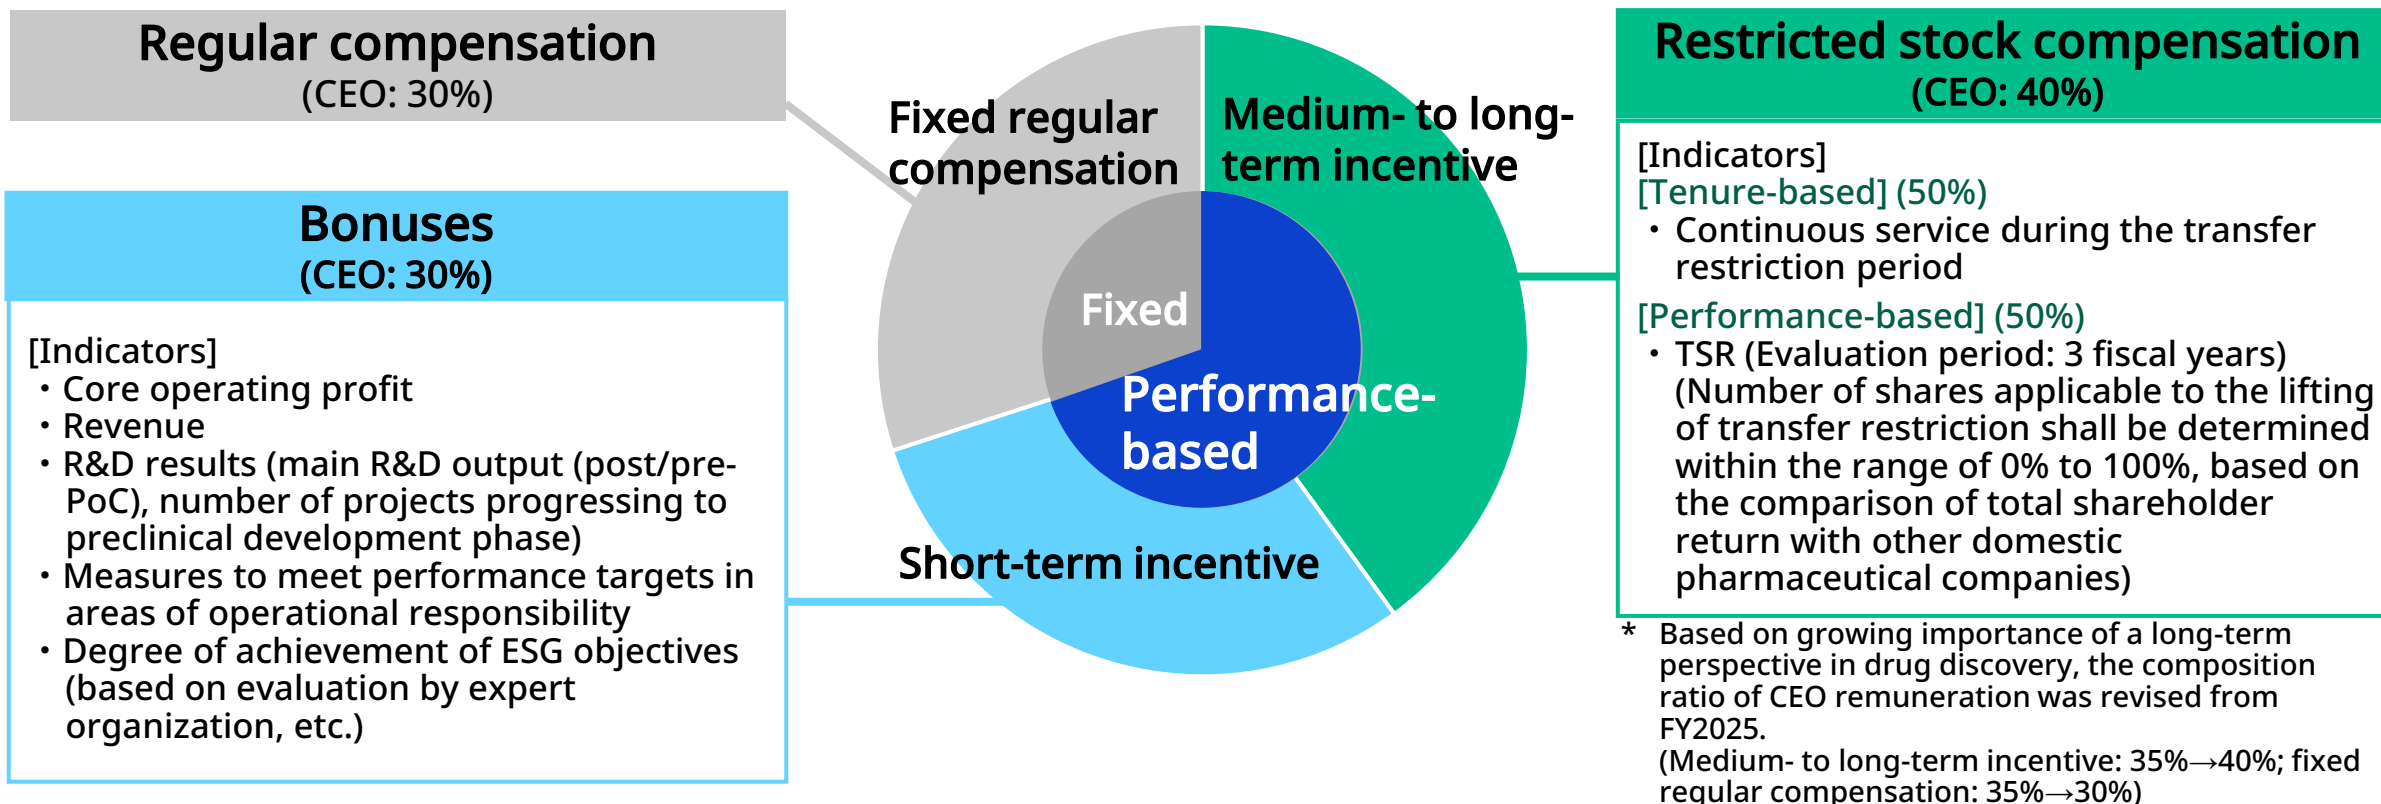 Regular compensation
(CEO: 30%)
Bonuses
(CEO: 30%)
[Indicators]
・Core operating profit
・Revenue
・R&D results (main R&D output (post/pre-
PoC), number of projects progressing to
preclinical development phase)
・Measures to meet performance targets in
areas of operational responsibility
・Degree of achievement of ESG objectives
(based on evaluation by expert
organization, etc.)
Fixed regular
compensation
Medium- to long-
term incentive
Fixed
Performance-
based
Short-term incentive
Restricted stock compensation
(CEO: 40%)
[Indicators]
[Tenure-based] (50%)
・Continuous service during the transfer
restriction period
[Performance-based] (50%)
・TSR (Evaluation period: 3 fiscal years)
(Number of shares applicable to the lifting
of transfer restriction shall be determined
within the range of 0% to 100%, based on
the comparison of total shareholder
return with other domestic
pharmaceutical companies)
* Based on growing importance of a long-term
perspective in drug discovery, the composition
ratio of CEO remuneration was revised from
FY2025.
(Medium- to long-term incentive: 35%→40%; fixed
regular compensation: 35%→30%)